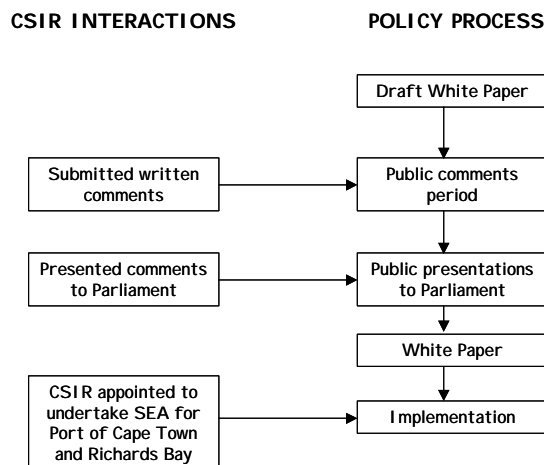 CSIR INTERACTIONS
POLICY PROCESS
Draft White Paper
Submitted written
comments
Public comments
period
Presented comments
to Parliament
Public presentations
to Parliament
White Paper
CSIR appointed to
undertake SEA for
Port of Cape Town
and Richards Bay
Implementation